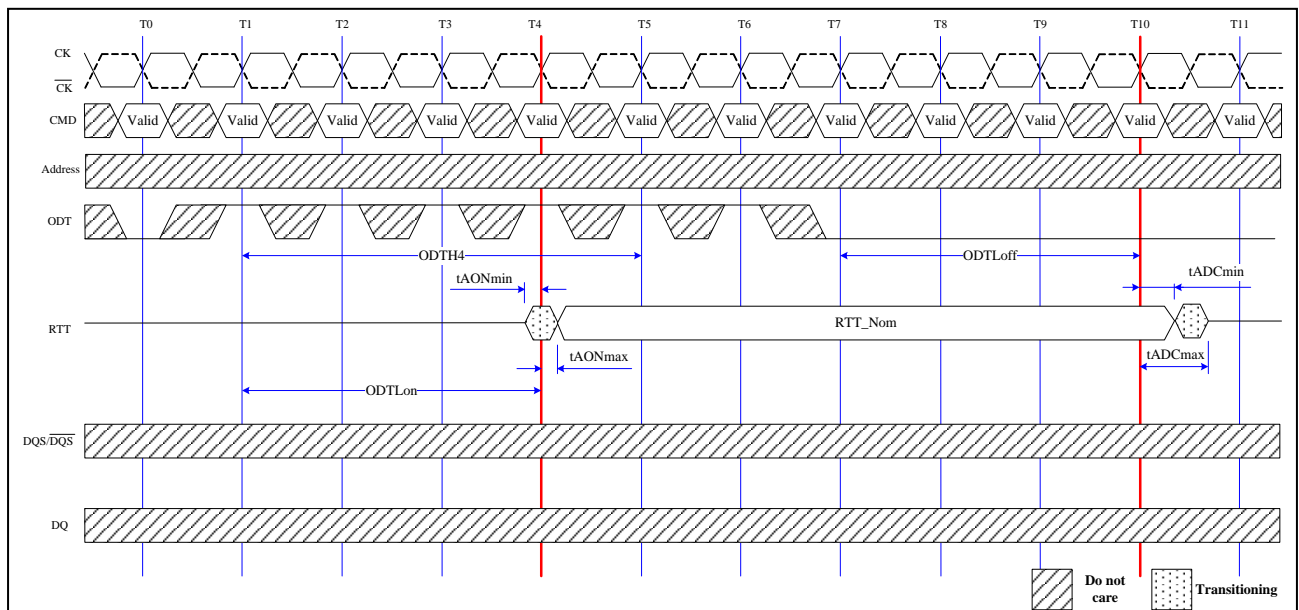 T0 T1 T2 T3 T4 T5 T6 T7 T8 T9 T10 T11
CK
CK
CMD Valid Valid Valid Valid Valid Valid Valid Valid Valid Valid Valid Valid
Address
ODT
ODTH4 ODTLoff
tAONmin tADCmin
RTT RTT_Nom
tAONmax tADCmax
ODTLon
DQS/DQS
DQ
Do not care
Transitioning